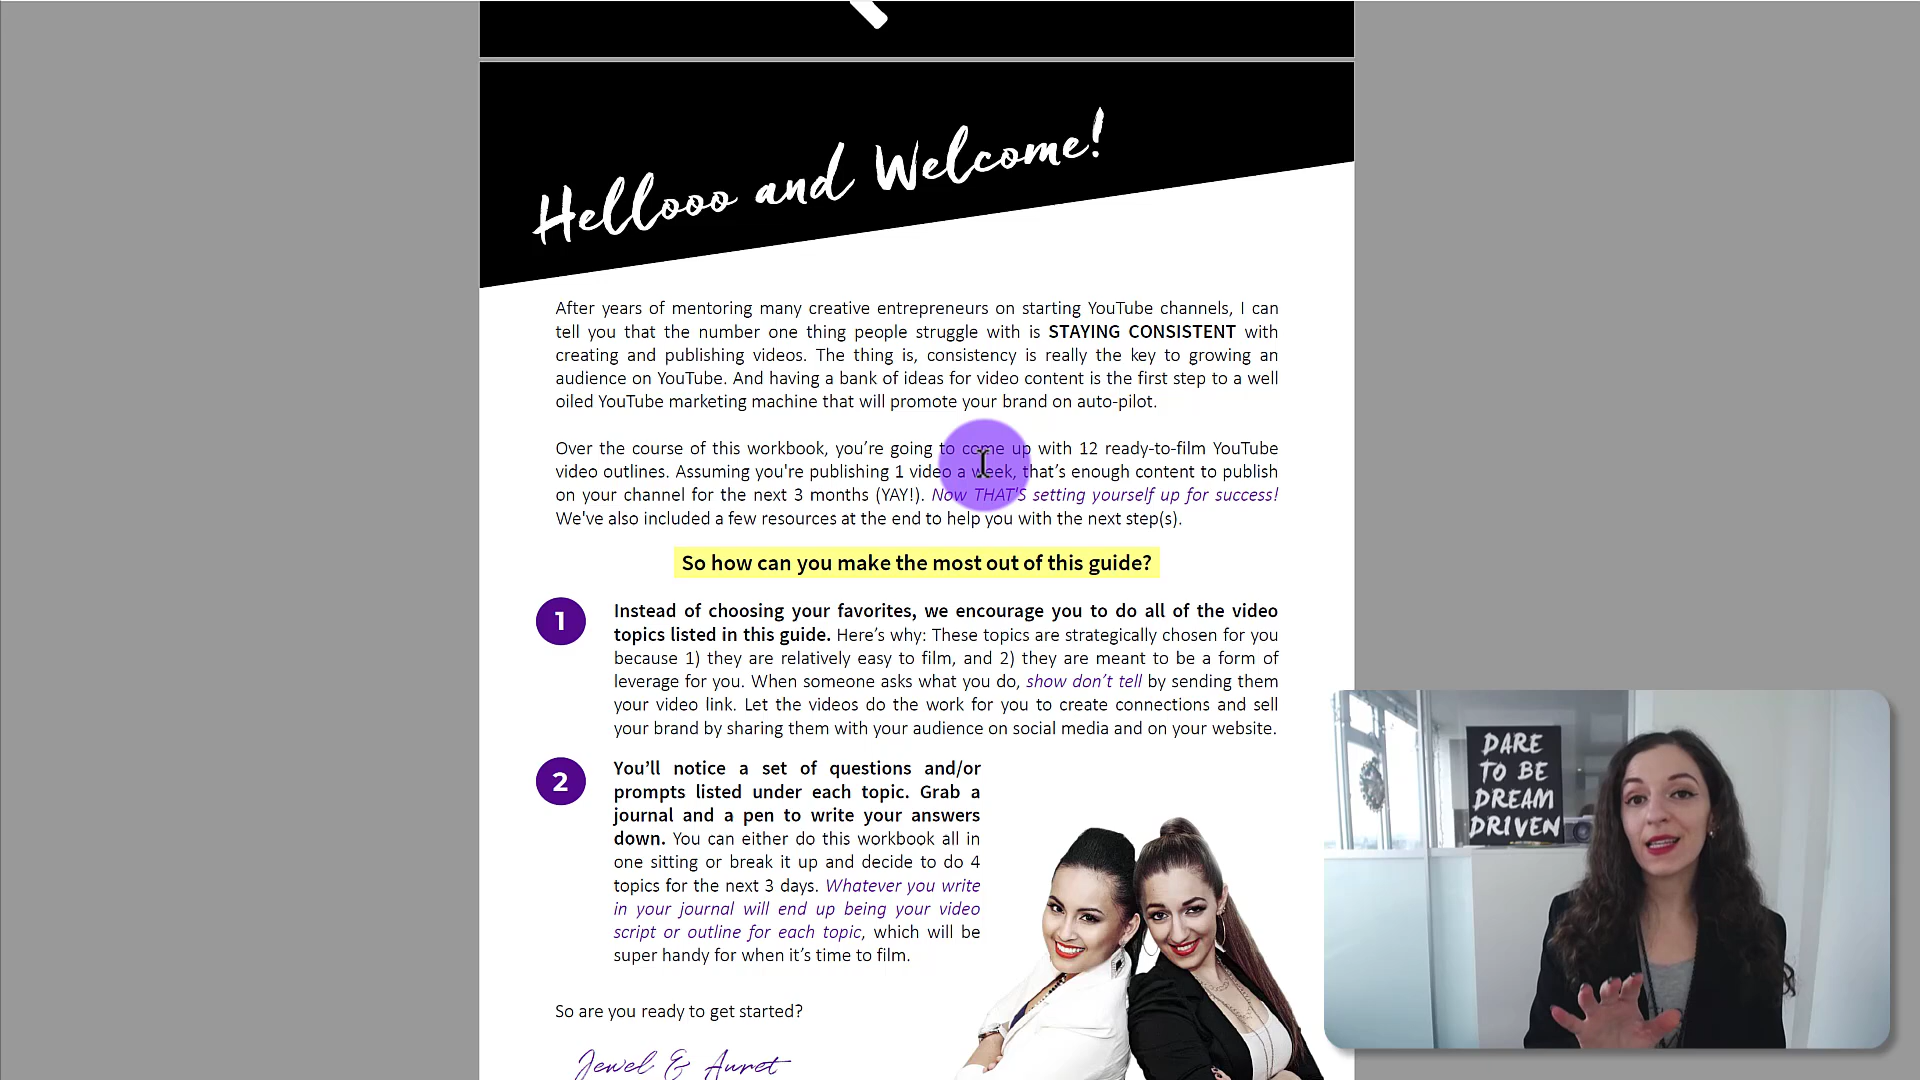 Hellooo and Welcome!
After years of mentoring many creative entrepreneurs on starting YouTube channels, I can
tell you that the number one thing people struggle with is STAYING CONSISTENT with
creating and publishing videos. The thing is, consistency is really the key to growing an
audience on YouTube. And having a bank of ideas for video content is the first step to a well
oiled YouTube marketing machine that will promote your brand on auto-pilot.
Over the course of this workbook, you’re going to come up with 12 ready-to-film YouTube
video outlines. Assuming you're publishing 1 video a week, that’s enough content to publish
on your channel for the next 3 months (YAY!). Now THAT'S setting yourself up for success!
We've also included a few resources at the end to help you with the next step(s).
So how can you make the most out of this guide?
1
Instead of choosing your favorites, we encourage you to do all of the video
topics listed in this guide. Here’s why: These topics are strategically chosen for you
because 1) they are relatively easy to film, and 2) they are meant to be a form of
leverage for you. When someone asks what you do, show don’t tell by sending them
your video link. Let the videos do the work for you to create connections and sell
your brand by sharing them with your audience on social media and on your website.
2
You’ll notice a set of questions and/or
prompts listed under each topic. Grab a
journal and a pen to write your answers
down. You can either do this workbook all in
one sitting or break it up and decide to do 4
topics for the next 3 days. Whatever you write
in your journal will end up being your video
script or outline for each topic, which will be
super handy for when it’s time to film.
So are you ready to get started?
Jewel & Auret
DARE
TO BE
DREAM
DRIVEN